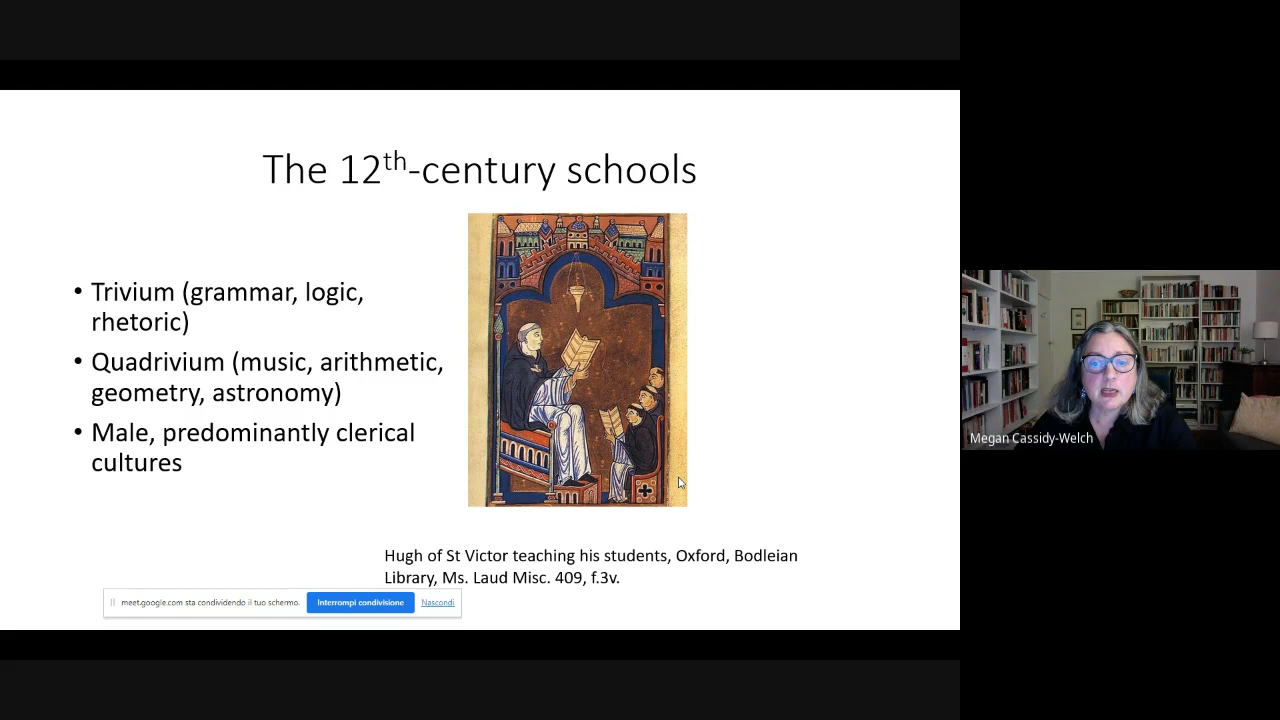 The 12th-century schools
• Trivium (grammar, logic,
rhetoric)
• Quadrivium (music, arithmetic,
geometry, astronomy)
• Male, predominantly clerical
cultures
Hugh of St Victor teaching his students, Oxford, Bodleian
Library, Ms. Laud Misc. 409, f.3v.
meet.google.com sta condividendo il tuo schermo. Interrompi condivisione Nascondi
Megan Cassidy-Welch